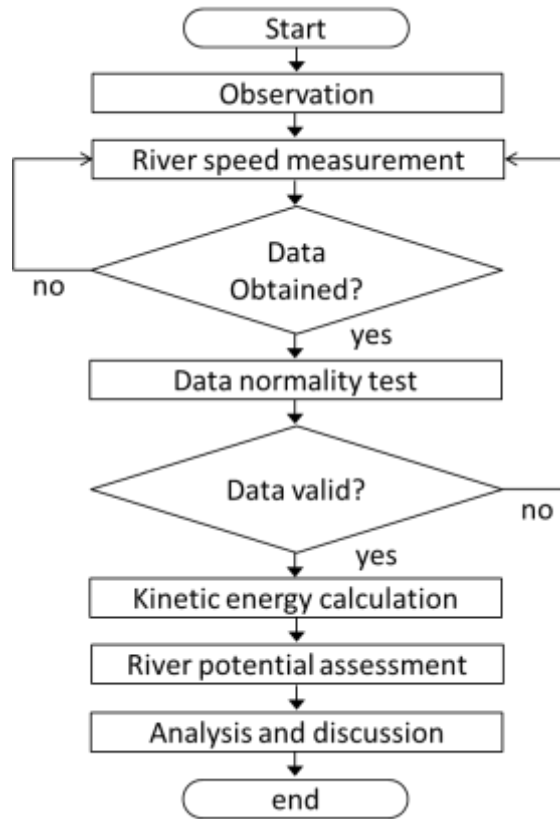 Start
Observation
River speed measurement
Data
Obtained?
no
yes
Data normality test
Data valid?
no
yes
Kinetic energy calculation
River potential assessment
Analysis and discussion
end